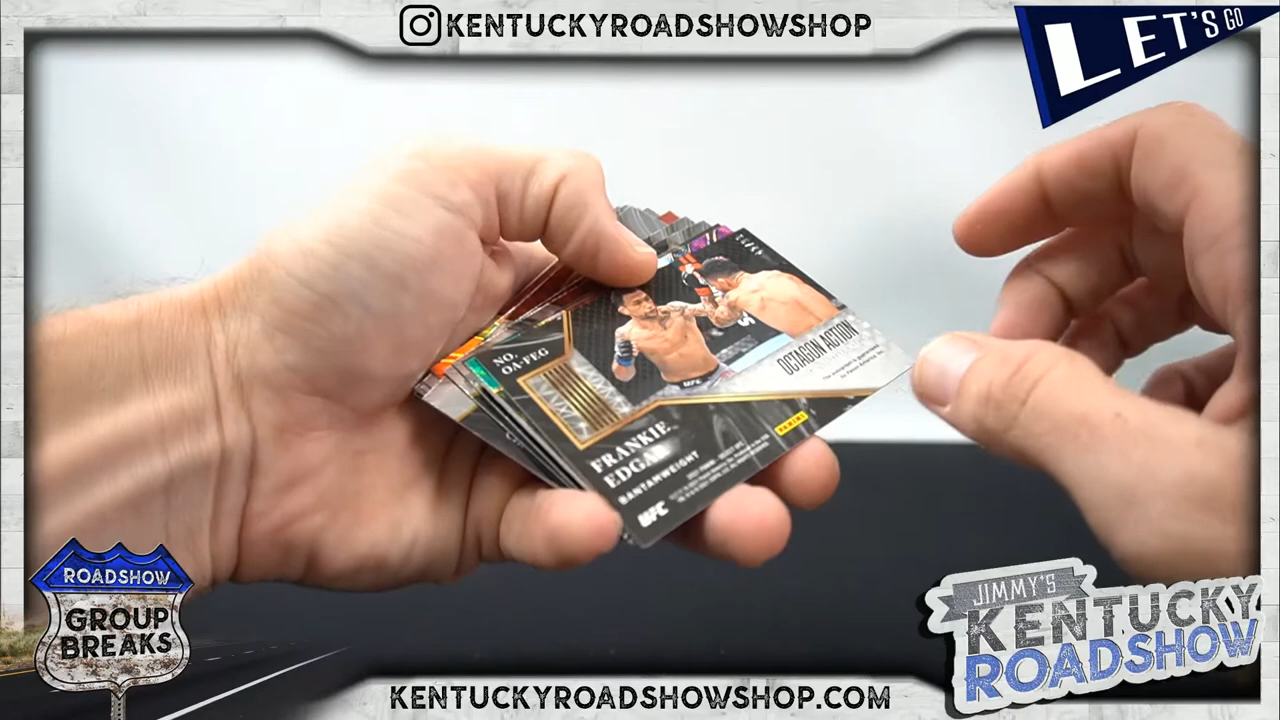 KENTUCKYROADSHOWSHOP
LET'S GO
OCTAGON ACTION
NO.
OA-FEG
FRANKIE
EDGAR
BANTAMWEIGHT
UFC
PANINI
UFC
ROADSHOW
GROUP
BREAKS
JIMMY'S
KENTUCKY
ROADSHOW
KENTUCKYROADSHOWSHOP.COM